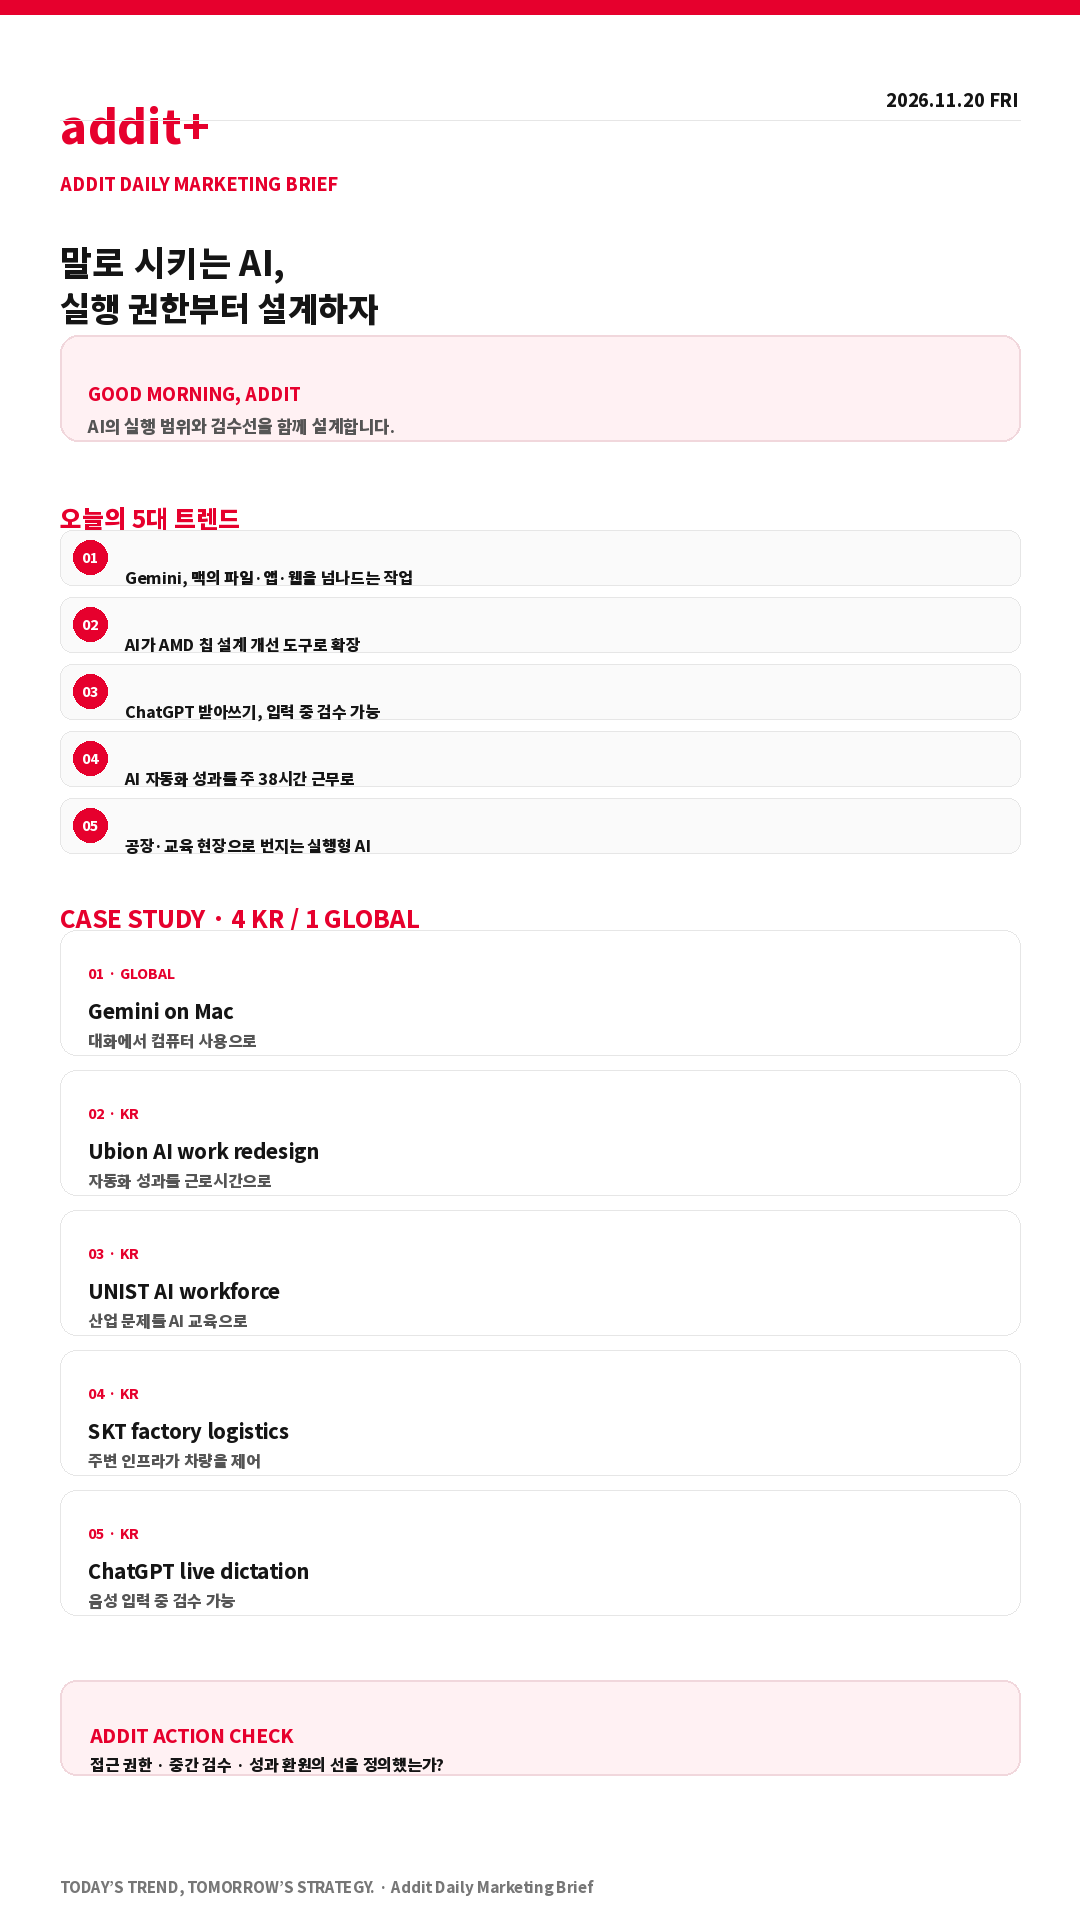 2026.11.20 FRI
addit+
ADDIT DAILY MARKETING BRIEF
말로 시키는 AI,
실행 권한부터 설계하자
GOOD MORNING, ADDIT
AI의 실행 범위와 검수선을 함께 설계합니다.
오늘의 5대 트렌드
01
Gemini, 맥의 파일·앱·웹을 넘나드는 작업
02
AI가 AMD 칩 설계 개선 도구로 확장
03
ChatGPT 받아쓰기, 입력 중 검수 가능
04
AI 자동화 성과를 주 38시간 근무로
05
공장·교육 현장으로 번지는 실행형 AI
CASE STUDY · 4 KR / 1 GLOBAL
01 · GLOBAL
Gemini on Mac
대화에서 컴퓨터 사용으로
02 · KR
Ubion AI work redesign
자동화 성과를 근로시간으로
03 · KR
UNIST AI workforce
산업 문제를 AI 교육으로
04 · KR
SKT factory logistics
주변 인프라가 차량을 제어
05 · KR
ChatGPT live dictation
음성 입력 중 검수 가능
ADDIT ACTION CHECK
접근 권한 · 중간 검수 · 성과 환원의 선을 정의했는가?
TODAY’S TREND, TOMORROW’S STRATEGY. · Addit Daily Marketing Brief